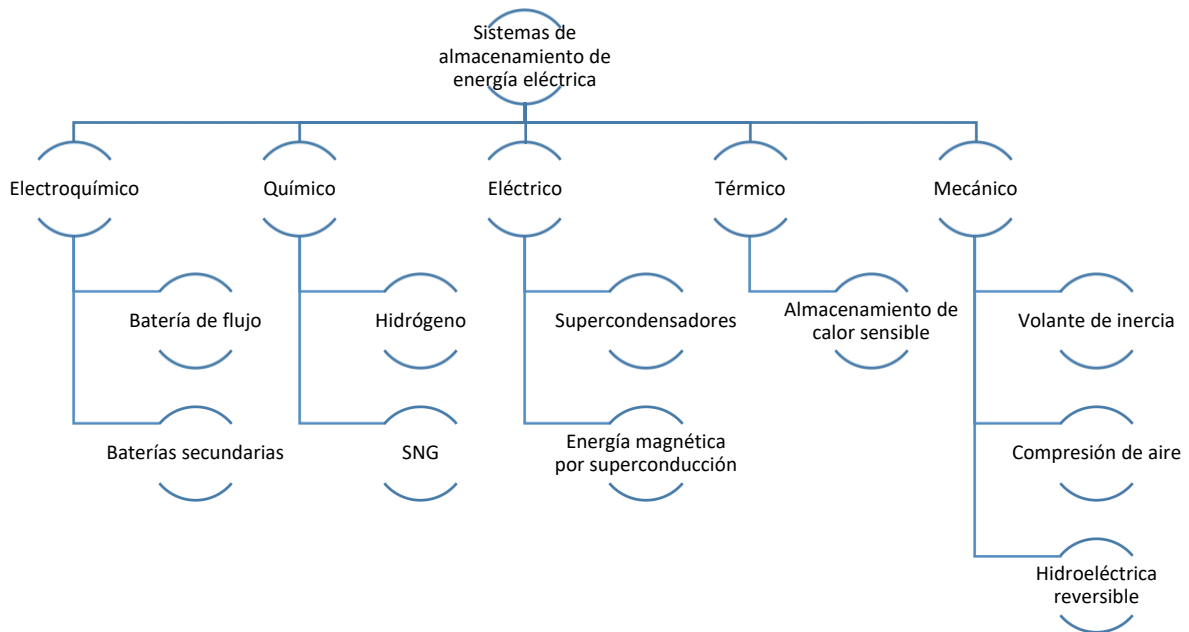 Sistemas de
almacenamiento de
energía eléctrica
Electroquímico
Químico
Eléctrico
Térmico
Mecánico
Batería de flujo
Hidrógeno
Supercondensadores
Almacenamiento de
calor sensible
Volante de inercia
Baterías secundarias
SNG
Energía magnética
por superconducción
Compresión de aire
Hidroeléctrica
reversible